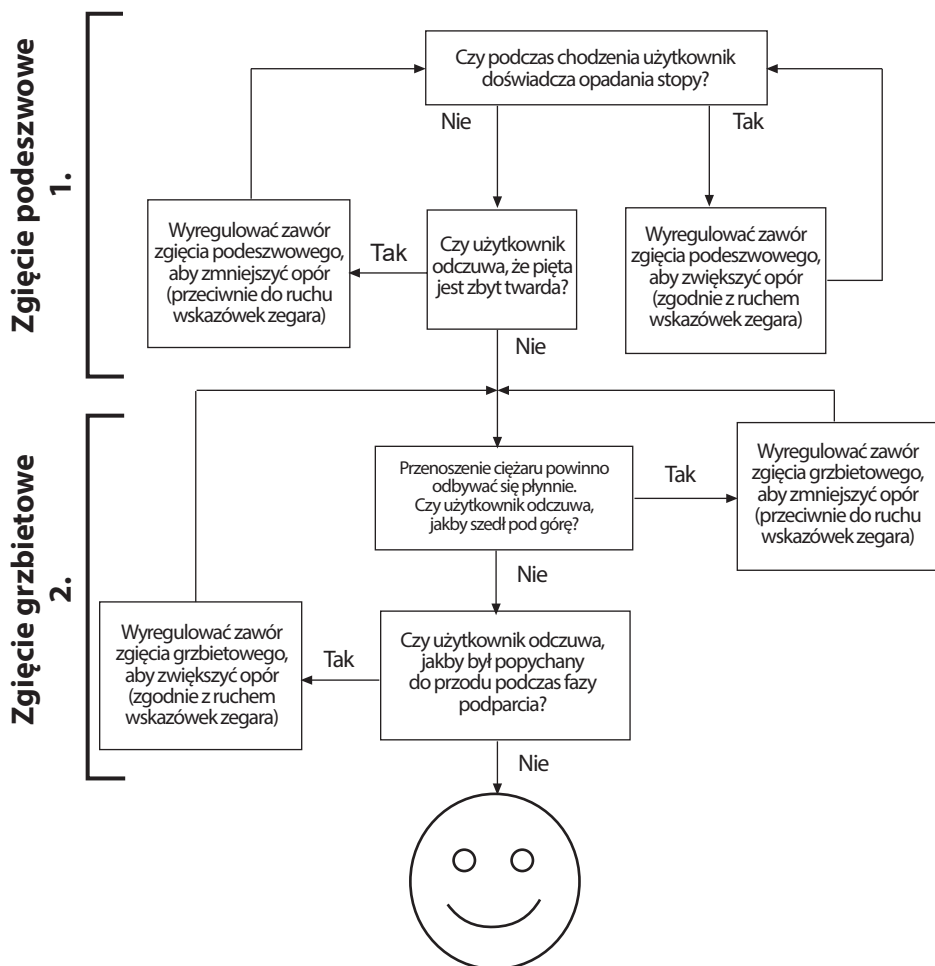 Zgięcie podeszwowe
1.
Czy podczas chodzenia użytkownik
doświadcza opadania stopy?
Nie
Tak
Wyregulować zawór
zgięcia podeszwowego,
aby zmniejszyć opór
(przeciwnie do ruchu
wskazówek zegara)
Tak
Czy użytkownik
odczuwa, że pięta
jest zbyt twarda?
Wyregulować zawór
zgięcia podeszwowego,
aby zwiększyć opór
(zgodnie z ruchem
wskazówek zegara)
Nie
Zgięcie grzbietowe
2.
Przenoszenie ciężaru powinno
odbywać się płynnie.
Czy użytkownik odczuwa,
jakby szedł pod górę?
Tak
Wyregulować zawór
zgięcia grzbietowego,
aby zmniejszyć opór
(przeciwnie do ruchu
wskazówek zegara)
Nie
Wyregulować zawór
zgięcia grzbietowego,
aby zwiększyć opór
(zgodnie z ruchem
wskazówek zegara)
Tak
Czy użytkownik odczuwa,
jakby był popychany
do przodu podczas fazy
podparcia?
Nie